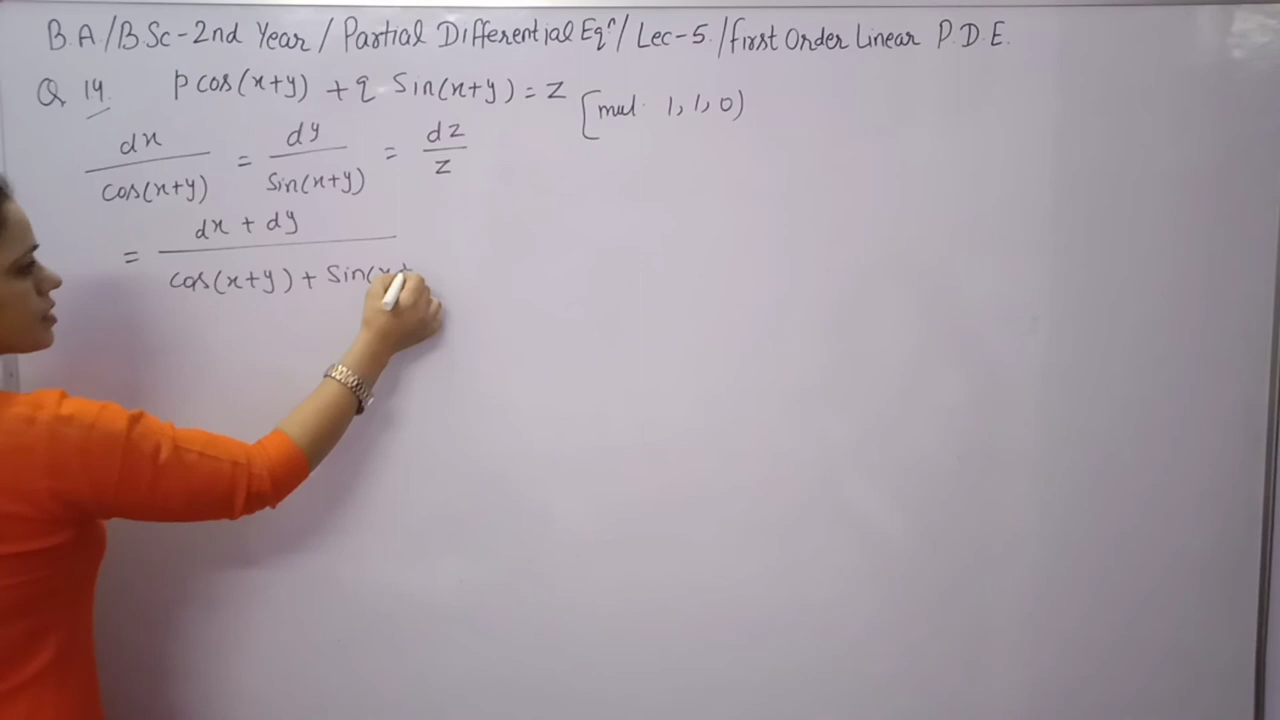 B.A/B.Sc-2nd Year/Partial Differential Eqⁿ/Lec-5./first Order Linear P.D.E.
Q 14. p cos(x+y) + q Sin(x+y) = z [mul. 1, 1, 0)
dx/cos(x+y) = dy/Sin(x+y) = dz/z
= dx + dy/cos(x+y) + Sin(x+